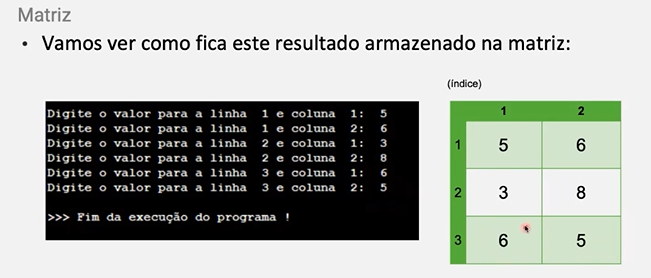 Matriz
• Vamos ver como fica este resultado armazenado na matriz:
Digite o valor para a linha 1 e coluna 1: 5
Digite o valor para a linha 1 e coluna 2: 6
Digite o valor para a linha 2 e coluna 1: 3
Digite o valor para a linha 2 e coluna 2: 8
Digite o valor para a linha 3 e coluna 1: 6
Digite o valor para a linha 3 e coluna 2: 5
>>> Fim da execução do programa !
(índice)
1 2
1 5 6
2 3 8
3 6 5